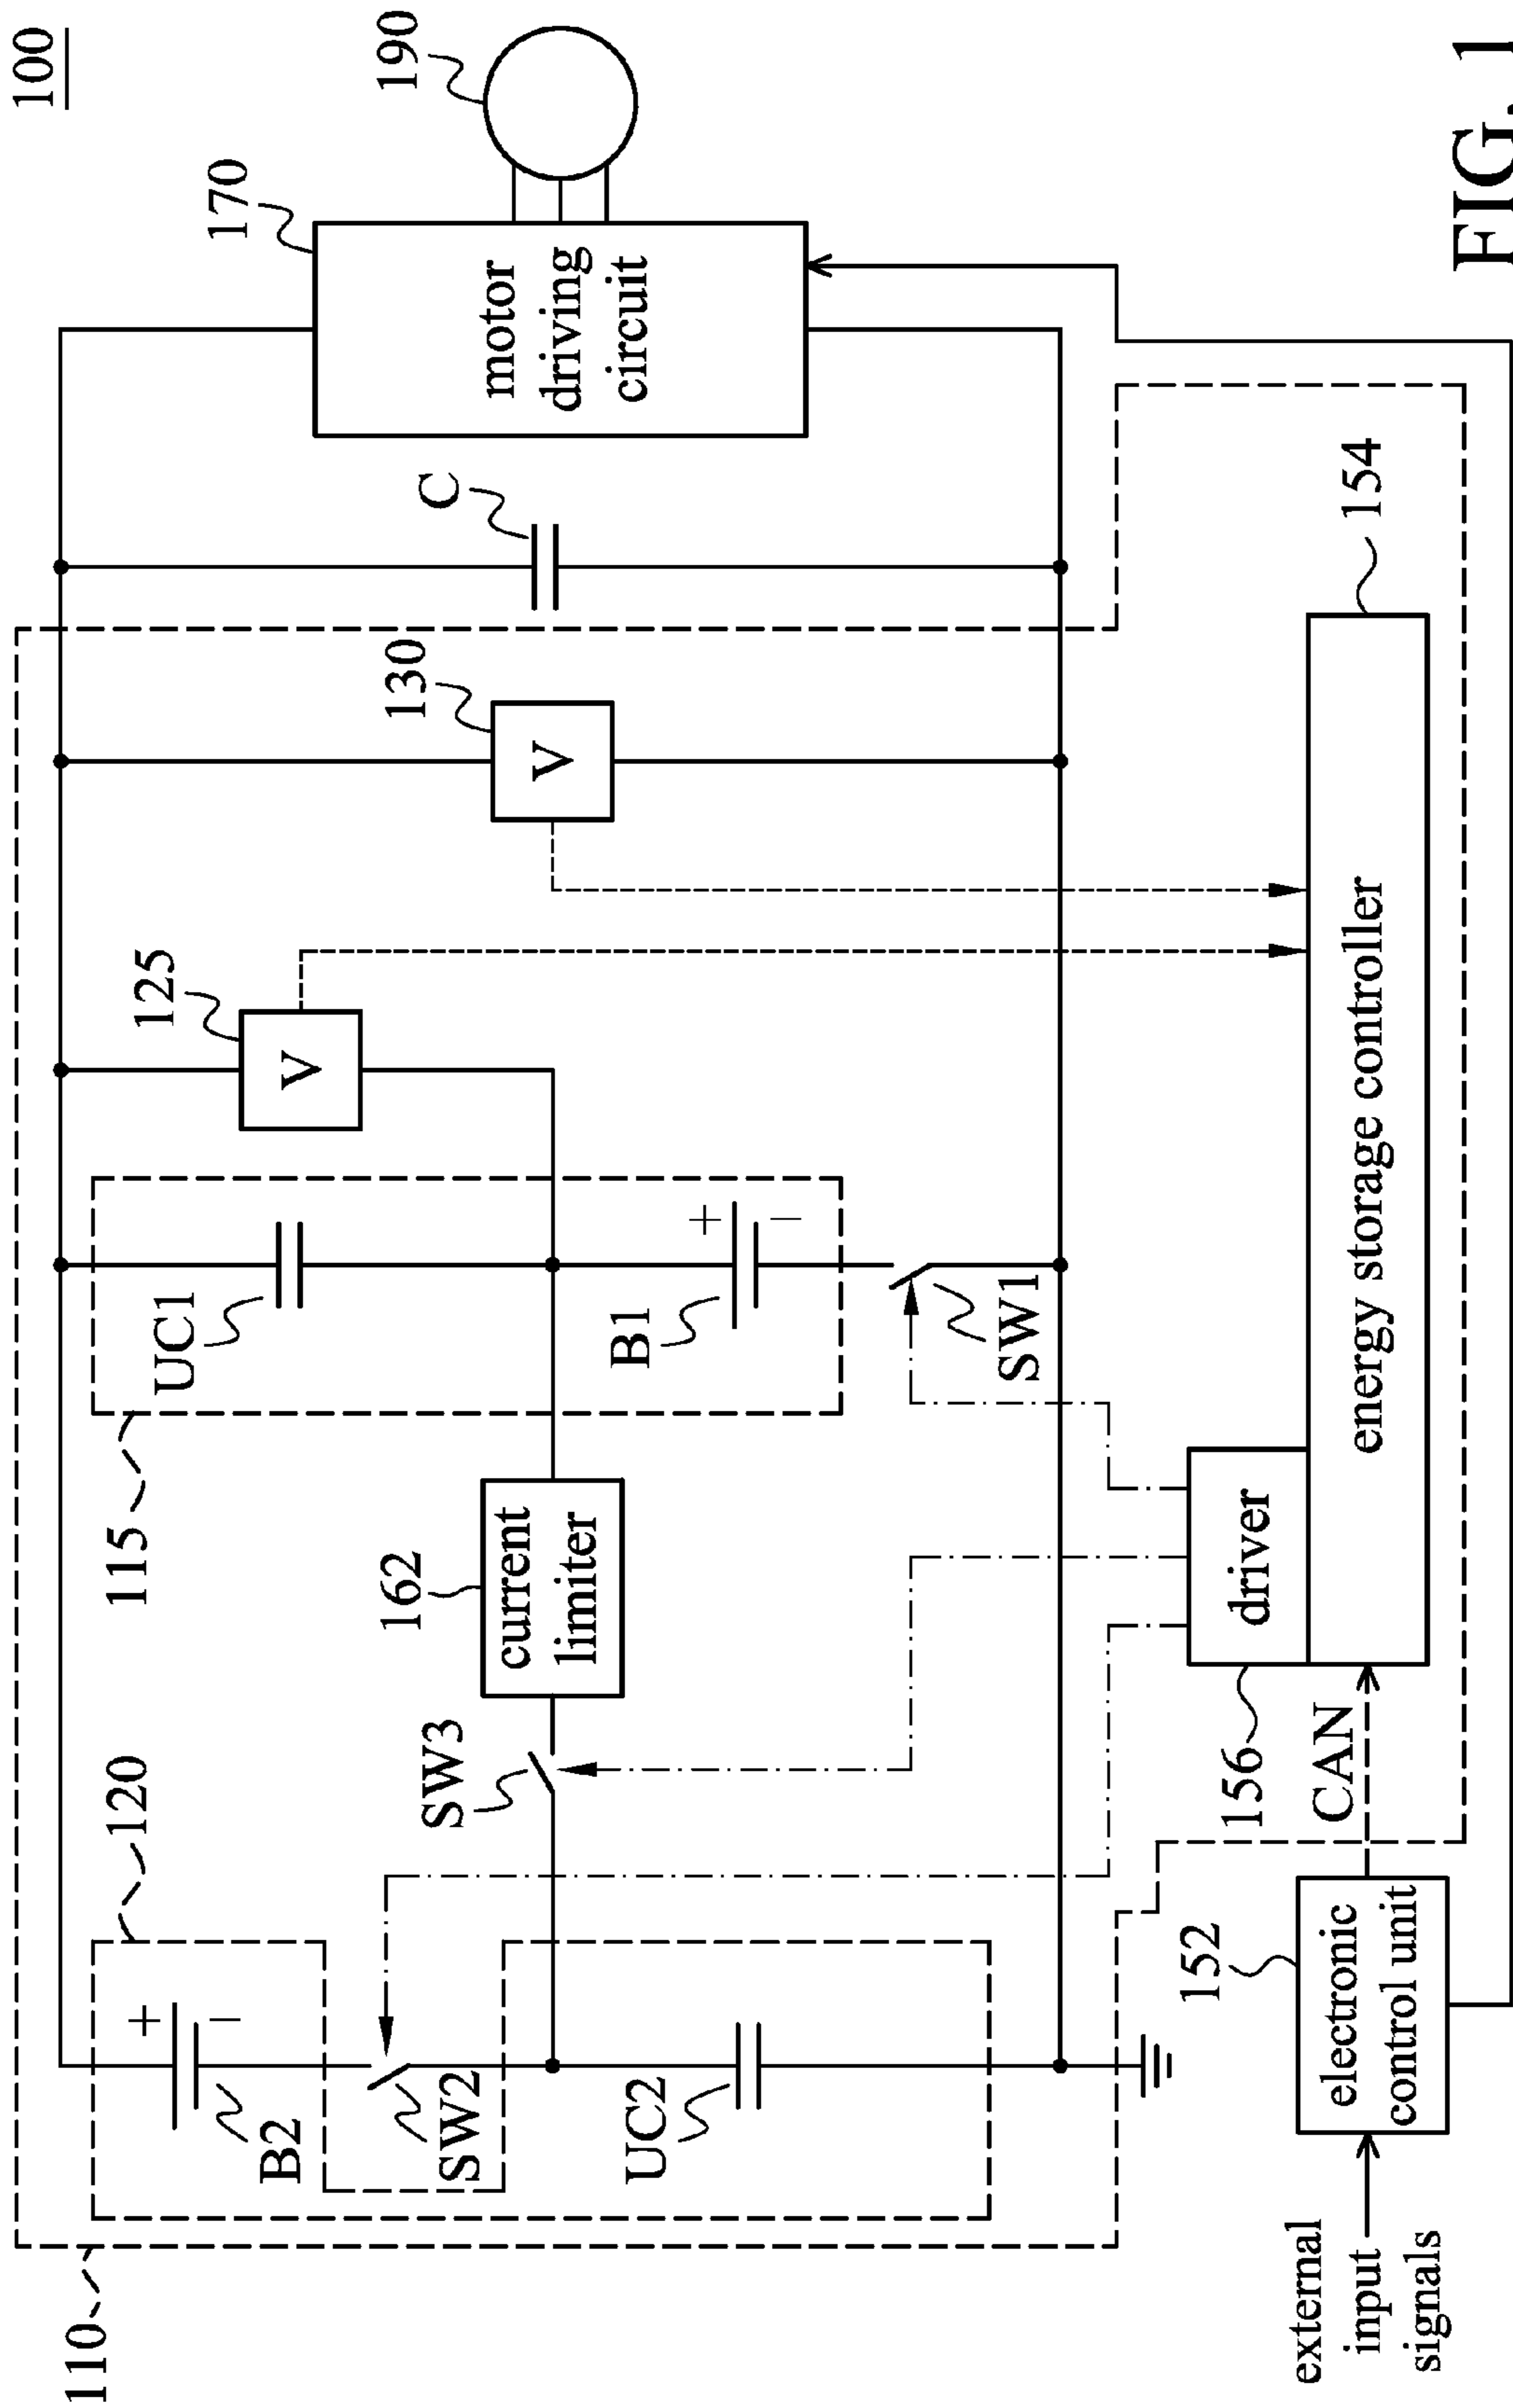 100
110
120
B2
+
−
SW2
UC2
SW3
162
current
limiter
115
UC1
B1
+
−
SW1
125
V
130
V
C
170
motor
driving
circuit
190
external
input
signals
152
electronic
control unit
CAN
156
driver
energy storage controller
154
FIG. 1